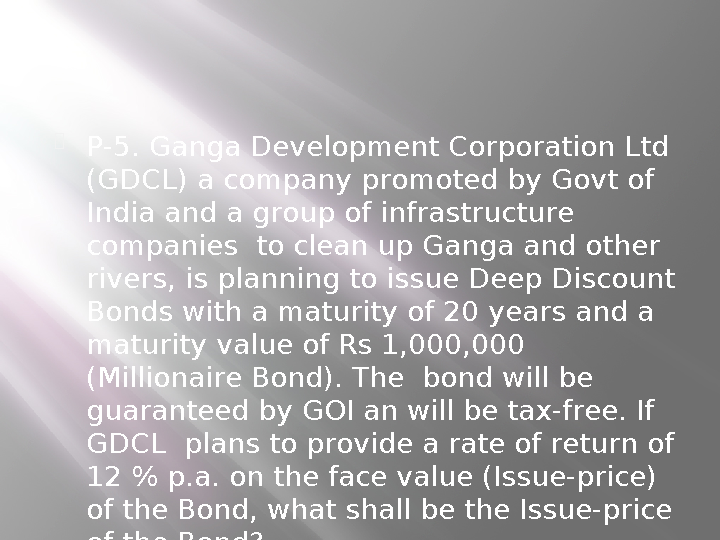 P-5. Ganga Development Corporation Ltd
(GDCL) a company promoted by Govt of
India and a group of infrastructure
companies  to clean up Ganga and other
rivers, is planning to issue Deep Discount
Bonds with a maturity of 20 years and a
maturity value of Rs 1,000,000
(Millionaire Bond). The  bond will be
guaranteed by GOI an will be tax-free. If
GDCL  plans to provide a rate of return of
12 % p.a. on the face value (Issue-price)
of the Bond, what shall be the Issue-price
of the Bond?